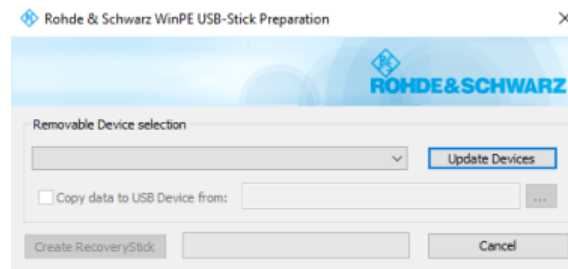 Rohde & Schwarz WinPE USB-Stick Preparation
ROHDE&SCHWARZ
Removable Device selection
Update Devices
Copy data to USB Device from:
...
Create RecoveryStick
Cancel